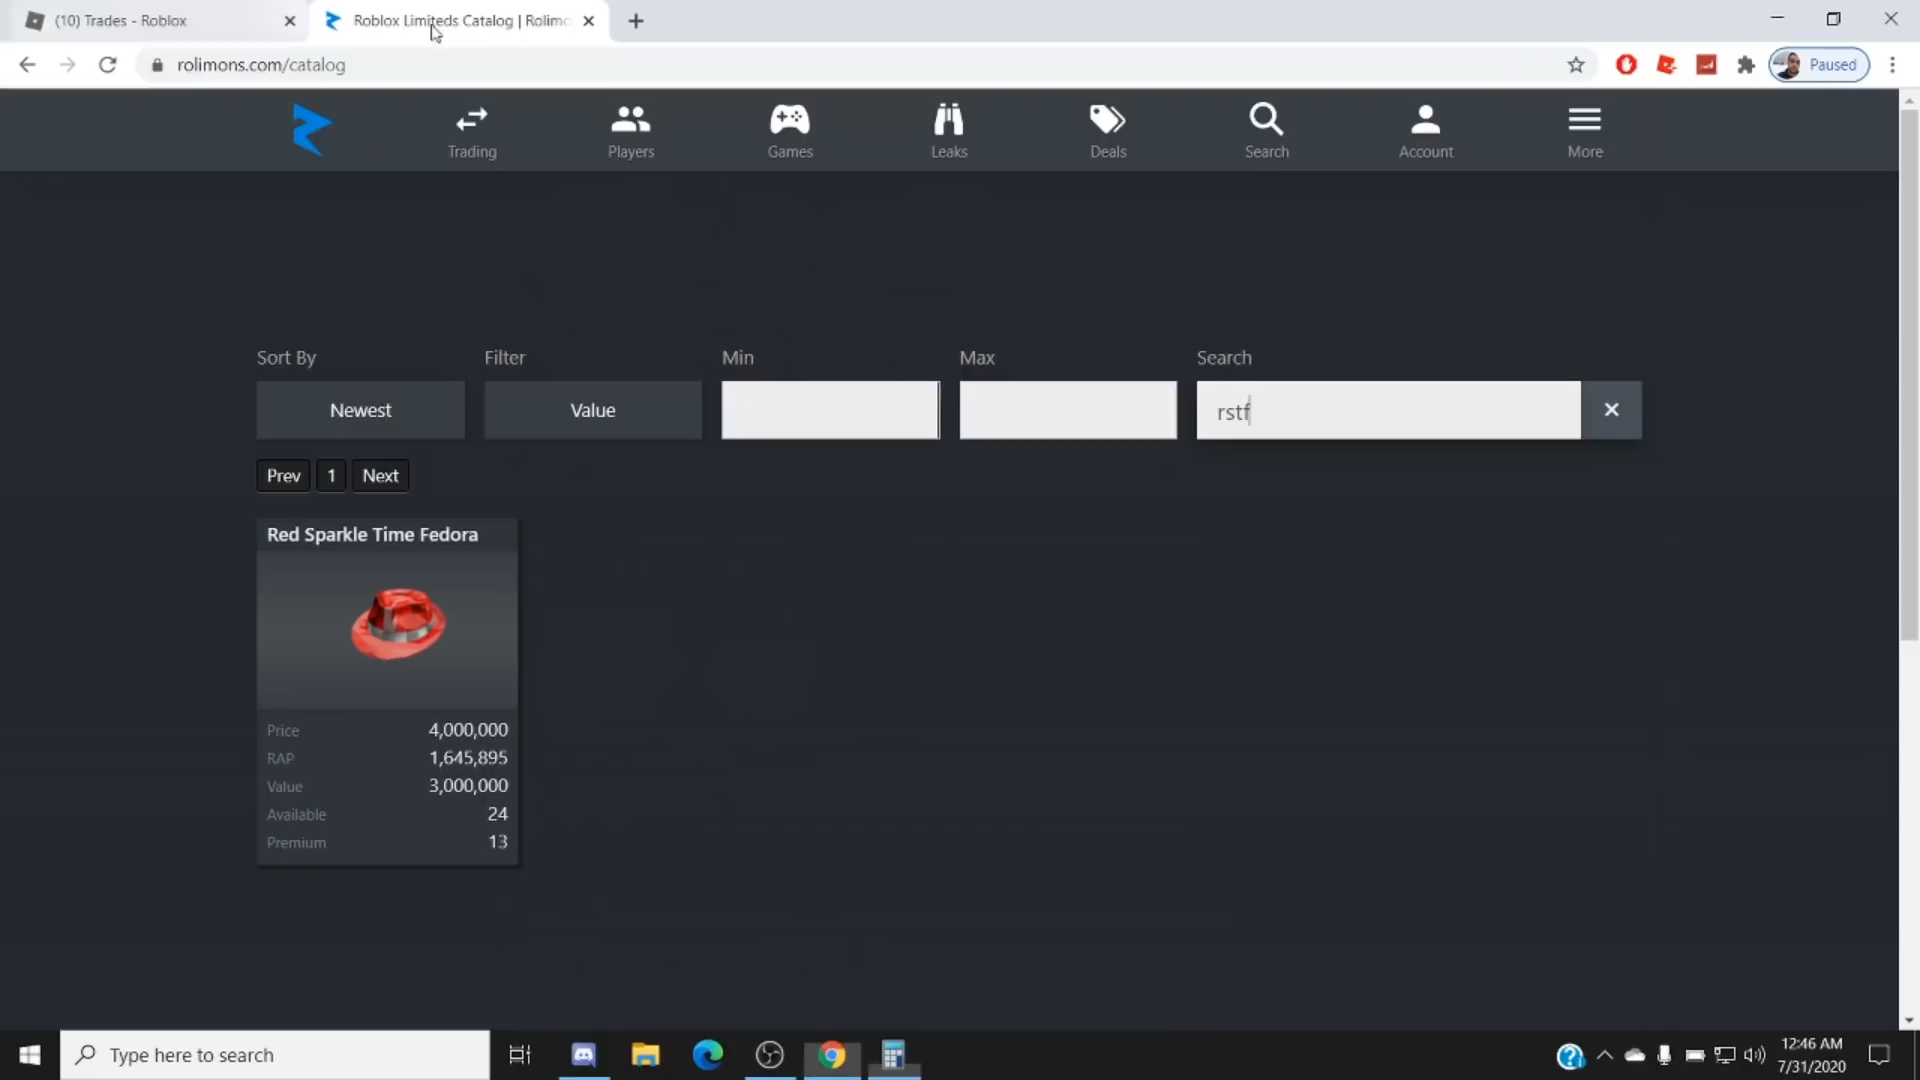 (10) Trades - Roblox
Roblox Limiteds Catalog | Rolimo
rolimons.com/catalog
Paused
Trading
Players
Games
Leaks
Deals
Search
Account
More
Sort By
Filter
Min
Max
Search
Newest
Value
rstf
Prev 1 Next
Red Sparkle Time Fedora
Price 4,000,000
RAP 1,645,895
Value 3,000,000
Available 24
Premium 13
Type here to search
12:46 AM
7/31/2020